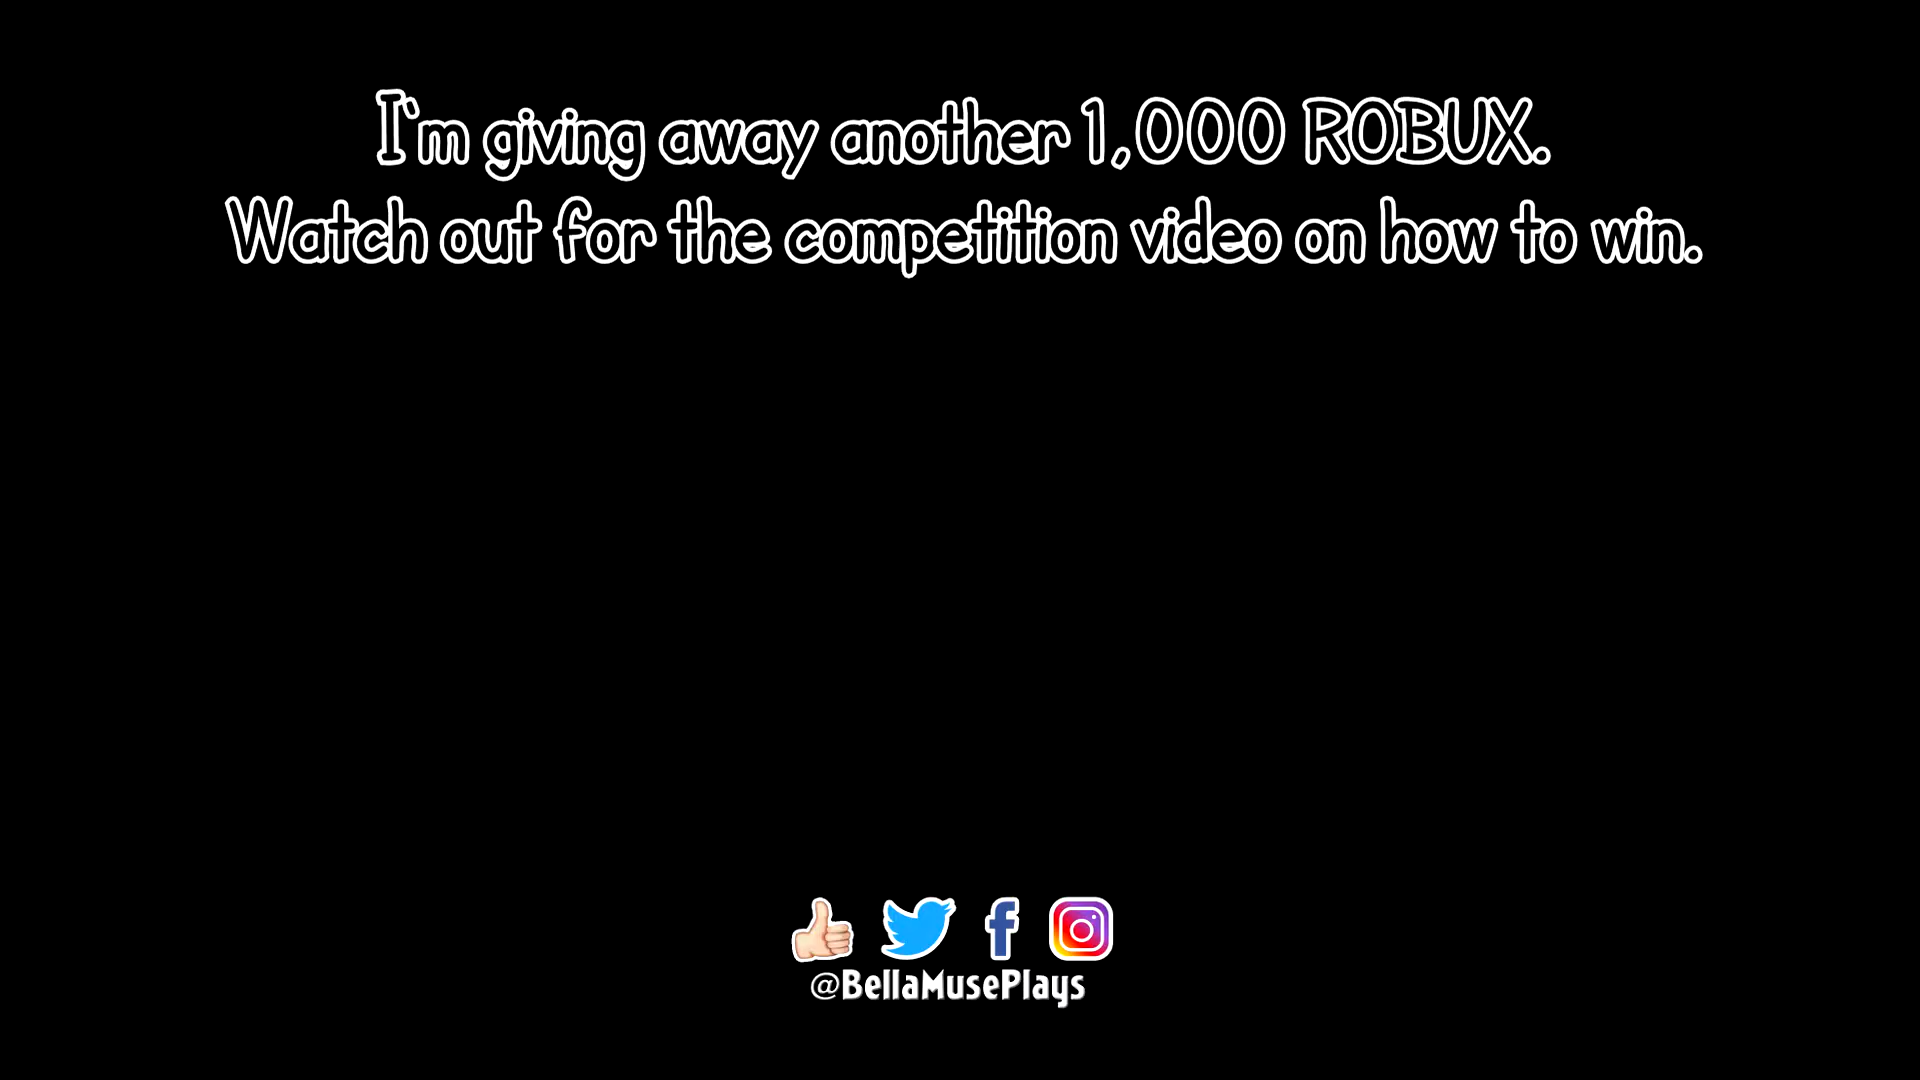 I'm giving away another 1,000 ROBUX.
Watch out for the competition video on how to win.
@BellaMusePlays